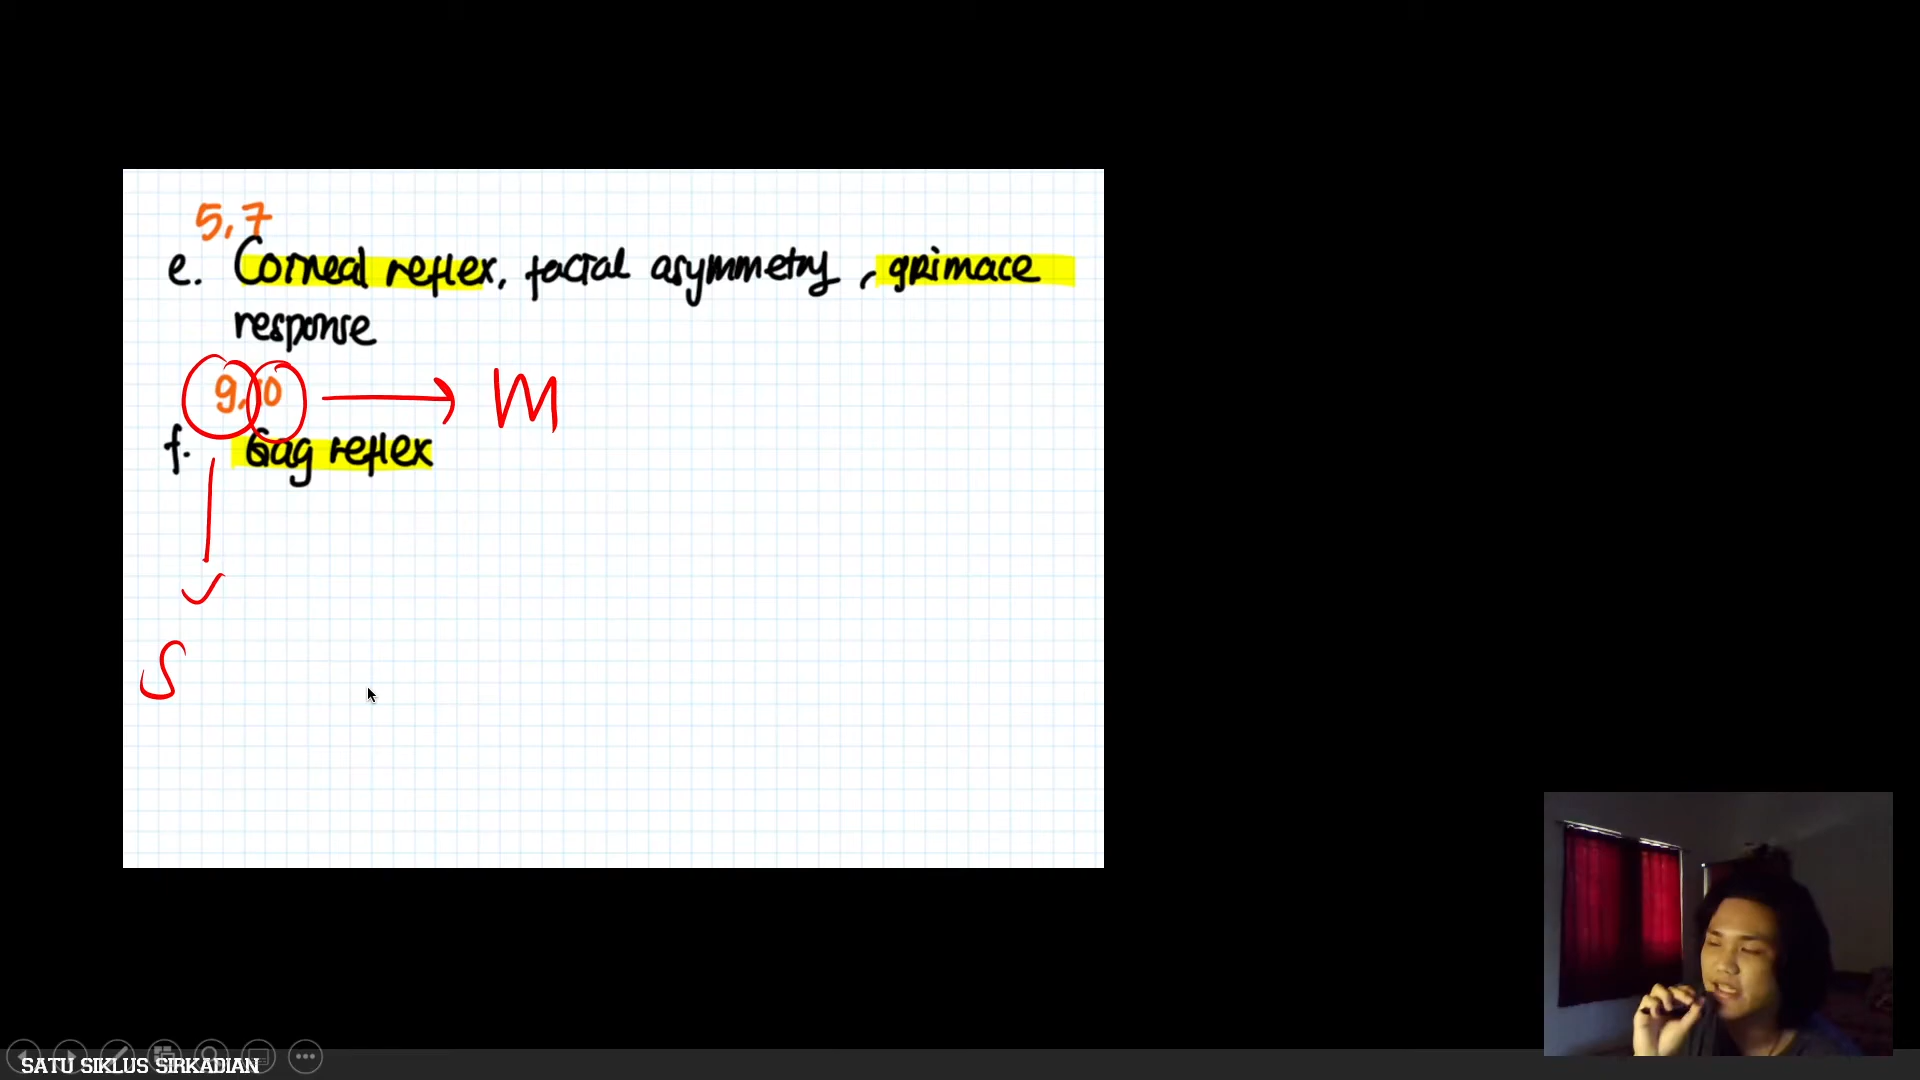 5,7
e. Corneal reflex, facial asymmetry, grimace
response
9,10 → M
f. Gag reflex
S
SATU SIKLUS SIRKADIAN